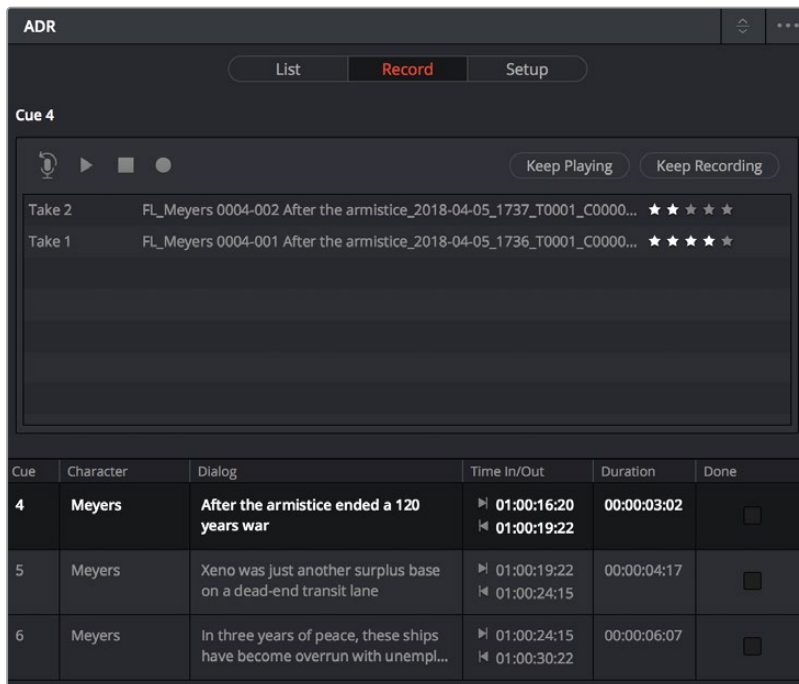 ADR
List Record Setup
Cue 4
Keep Playing Keep Recording
Take 2 FL_Meyers 0004-002 After the armistice_2018-04-05_1737_T0001_C0000...
Take 1 FL_Meyers 0004-001 After the armistice_2018-04-05_1736_T0001_C0000...
Cue Character Dialog Time In/Out Duration Done
4 Meyers After the armistice ended a 120 01:00:16:20 00:00:03:02
years war 01:00:19:22
5 Meyers Xeno was just another surplus base 01:00:19:22 00:00:04:17
on a dead-end transit lane 01:00:24:15
6 Meyers In three years of peace, these ships 01:00:24:15 00:00:06:07
have become overrun with unempl... 01:00:30:22